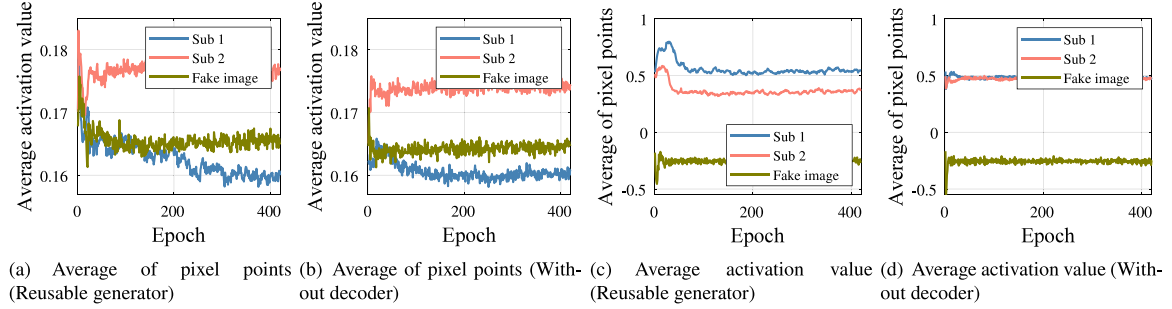 Average activation value
0.18
0.17
0.16
0
200
400
Epoch
Sub 1
Sub 2
Fake image
(a) Average of pixel points
(Reusable generator)
Average activation value
0.18
0.17
0.16
0
200
400
Epoch
Sub 1
Sub 2
Fake image
(b) Average of pixel points (With-
out decoder)
Average of pixel points
1
0.5
0
-0.5
0
200
400
Epoch
Sub 1
Sub 2
Fake image
(c) Average activation value
(Reusable generator)
Average of pixel points
1
0.5
0
-0.5
0
200
400
Epoch
Sub 1
Sub 2
Fake image
(d) Average activation value (With-
out decoder)